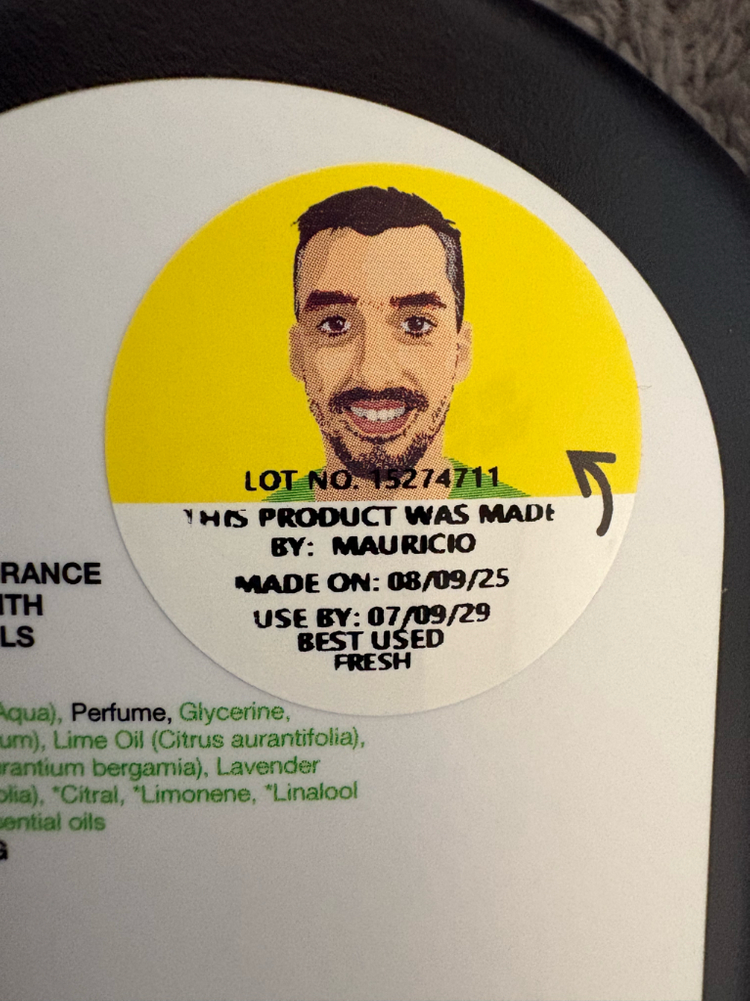 LOT NO. 15274711
THIS PRODUCT WAS MADE
BY: MAURICIO
MADE ON: 08/09/25
USE BY: 07/09/29
BEST USED
FRESH
RANCE
ITH
LS
Aqua), Perfume, Glycerine,
um), Lime Oil (Citrus aurantifolia),
rantium bergamia), Lavender
olia), *Citral, *Limonene, *Linalool
ential oils
G